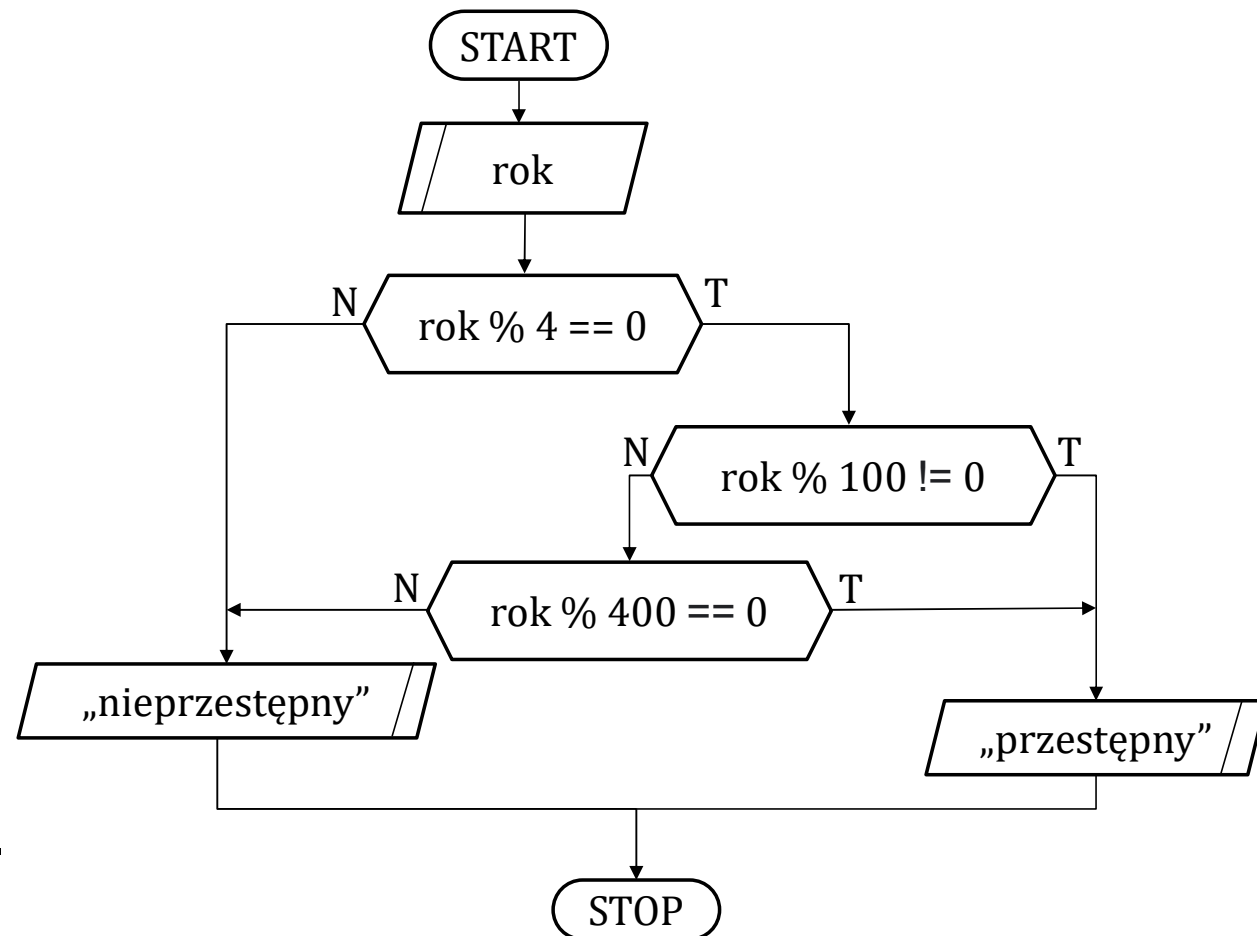 START
rok
N
T
rok % 4 == 0
N
T
rok % 100 != 0
N
T
rok % 400 == 0
„nieprzestępny”
„przestępny”
STOP